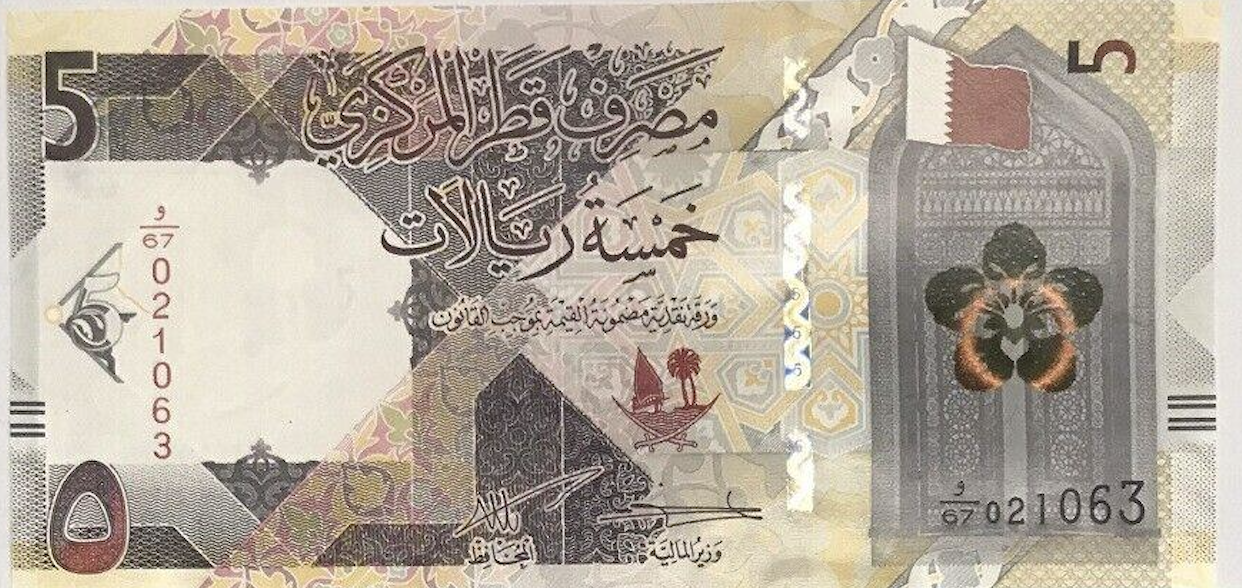 5
5
مصرف قطر المركزي
خمسة ريالات
ورقة نقدية مضمونة القيمة بموجب القانون
و/67
021063
٥
المحافظ
وزير المالية
و/67 021063